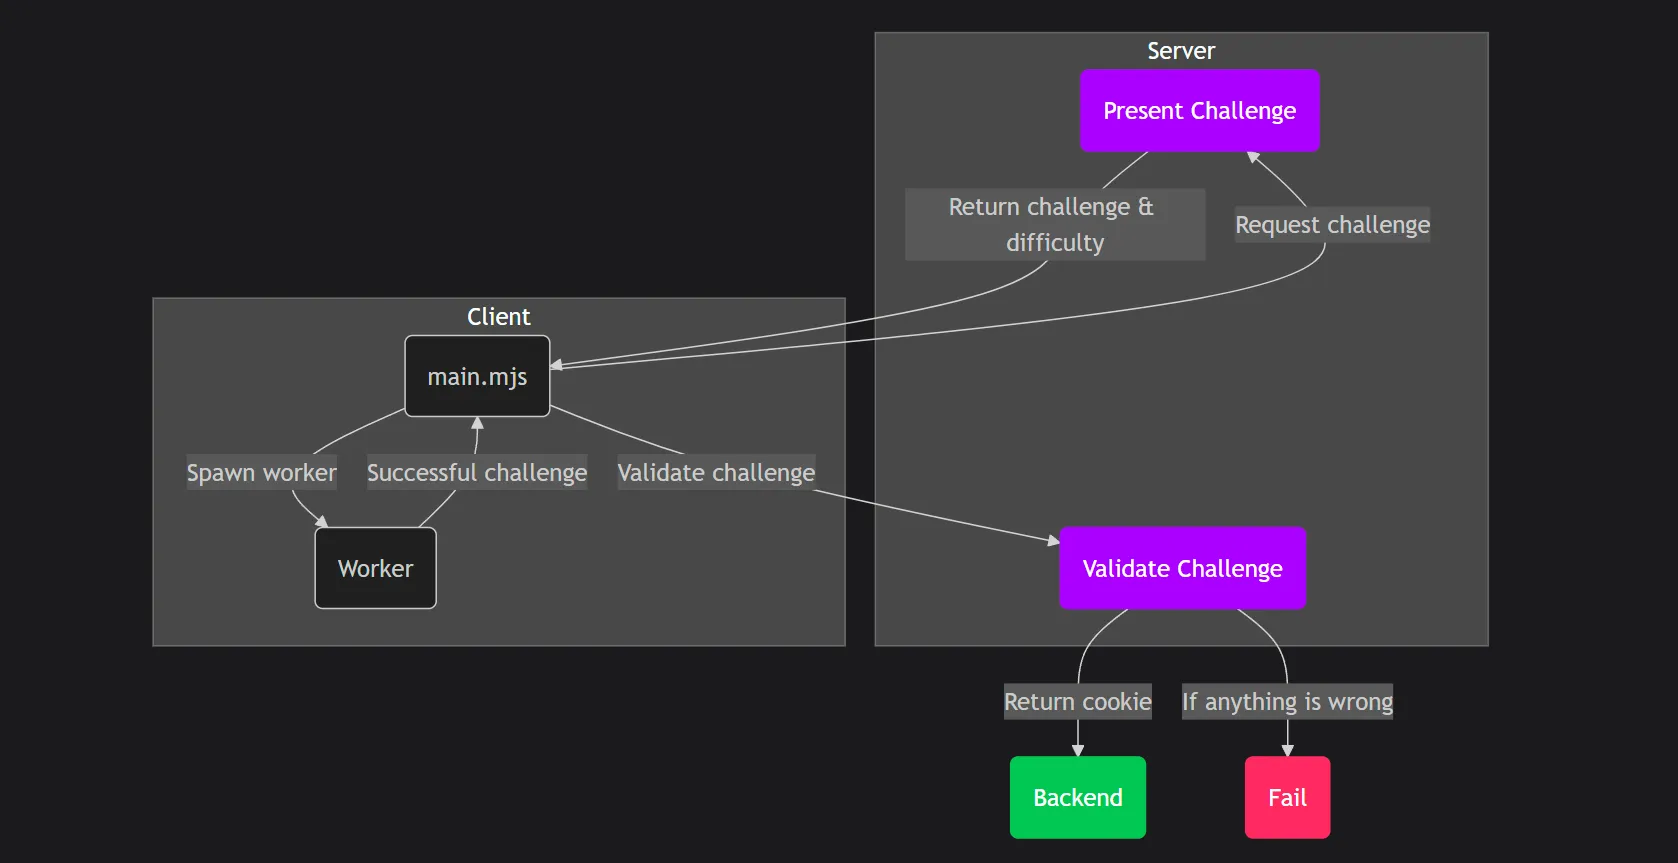 Server
Present Challenge
Return challenge &
difficulty
Request challenge
Client
main.mjs
Spawn worker
Successful challenge
Validate challenge
Worker
Validate Challenge
Return cookie
If anything is wrong
Backend
Fail